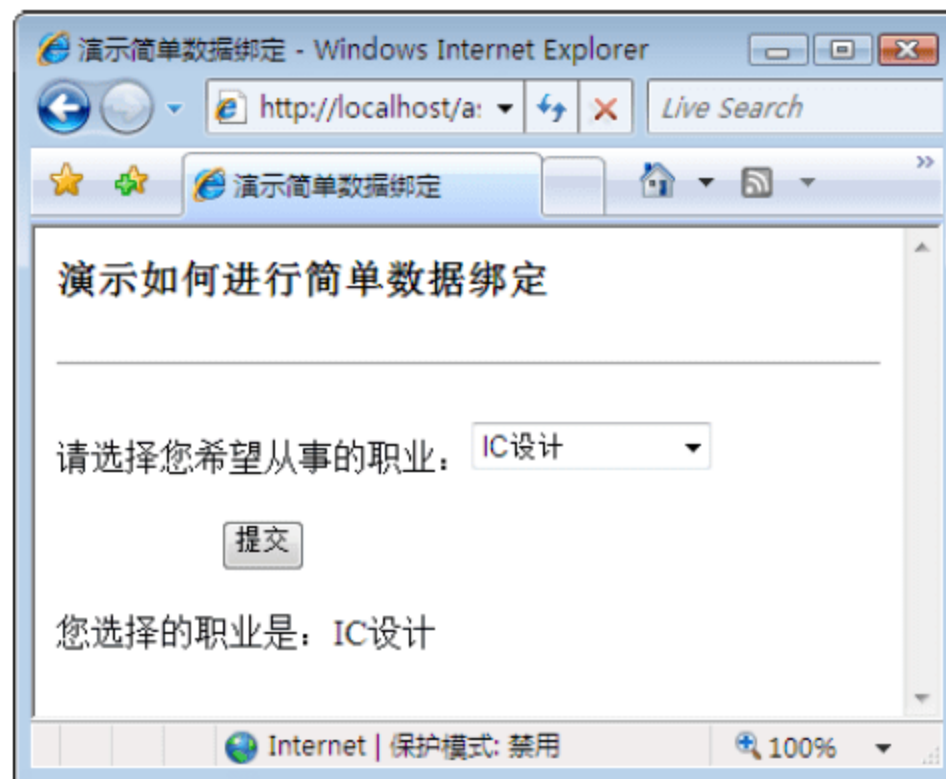 演示简单数据绑定 - Windows Internet Explorer
http://localhost/a:
Live Search
演示简单数据绑定
演示如何进行简单数据绑定
请选择您希望从事的职业：IC设计
提交
您选择的职业是：IC设计
Internet | 保护模式: 禁用
100%